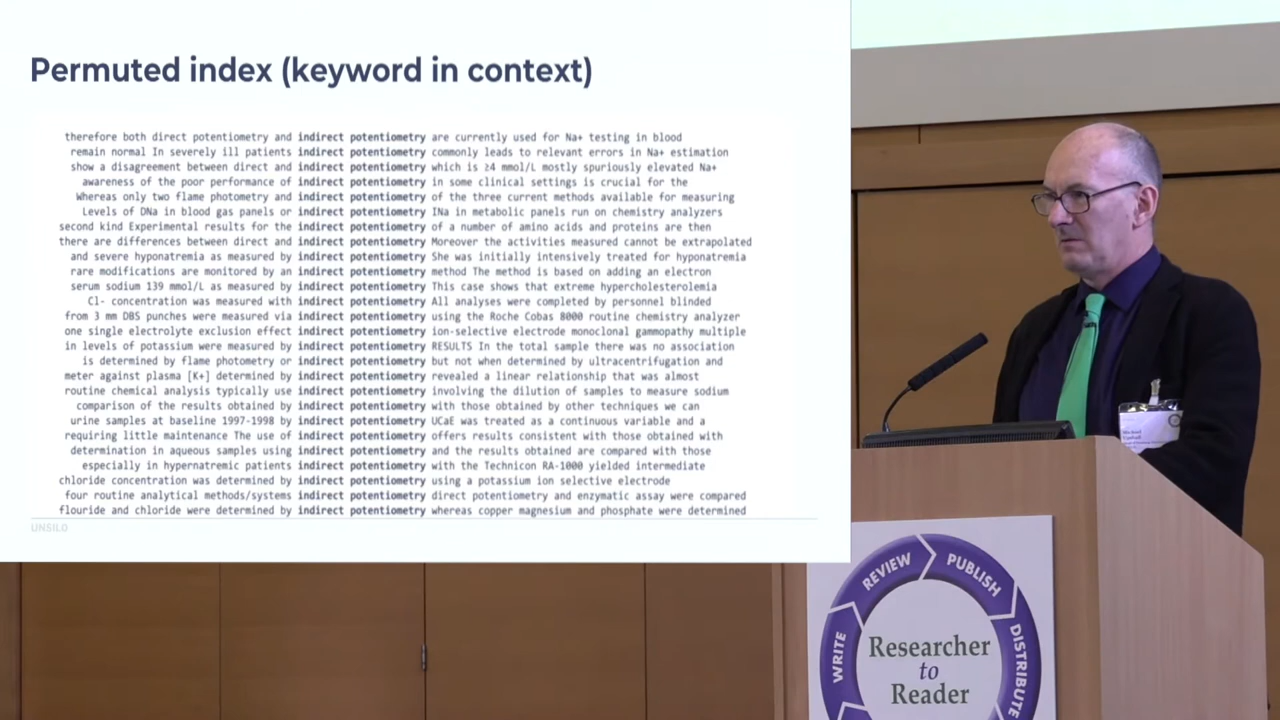 Permuted index (keyword in context)
therefore both direct potentiometry and indirect potentiometry are currently used for Na+ testing in blood
remain normal In severely ill patients indirect potentiometry commonly leads to relevant errors in Na+ estimation
show a disagreement between direct and indirect potentiometry which is ≥4 mmol/L mostly spuriously elevated Na+
awareness of the poor performance of indirect potentiometry in some clinical settings is crucial for the
Whereas only two flame photometry and indirect potentiometry of the three current methods available for measuring
Levels of DNa in blood gas panels or indirect potentiometry INa in metabolic panels run on chemistry analyzers
second kind Experimental results for the indirect potentiometry of a number of amino acids and proteins are then
there are differences between direct and indirect potentiometry Moreover the activities measured cannot be extrapolated
and severe hyponatremia as measured by indirect potentiometry She was initially intensively treated for hyponatremia
rare modifications are monitored by an indirect potentiometry method The method is based on adding an electron
serum sodium 139 mmol/L as measured by indirect potentiometry This case shows that extreme hypercholesterolemia
Cl- concentration was measured with indirect potentiometry All analyses were completed by personnel blinded
from 3 mm DBS punches were measured via indirect potentiometry using the Roche Cobas 8000 routine chemistry analyzer
one single electrolyte exclusion effect indirect potentiometry ion-selective electrode monoclonal gammopathy multiple
in levels of potassium were measured by indirect potentiometry RESULTS In the total sample there was no association
is determined by flame photometry or indirect potentiometry but not when determined by ultracentrifugation and
meter against plasma [K+] determined by indirect potentiometry revealed a linear relationship that was almost
routine chemical analysis typically use indirect potentiometry involving the dilution of samples to measure sodium
comparison of the results obtained by indirect potentiometry with those obtained by other techniques we can
urine samples at baseline 1997-1998 by indirect potentiometry UCaE was treated as a continuous variable and a
requiring little maintenance The use of indirect potentiometry offers results consistent with those obtained with
determination in aqueous samples using indirect potentiometry and the results obtained are compared with those
especially in hypernatremic patients indirect potentiometry with the Technicon RA-1000 yielded intermediate
chloride concentration was determined by indirect potentiometry using a potassium ion selective electrode
four routine analytical methods/systems indirect potentiometry direct potentiometry and enzymatic assay were compared
flouride and chloride were determined by indirect potentiometry whereas copper magnesium and phosphate were determined
UNSILO
Michael
WRITE
REVIEW
PUBLISH
DISTRIBUTE
Researcher
to
Reader